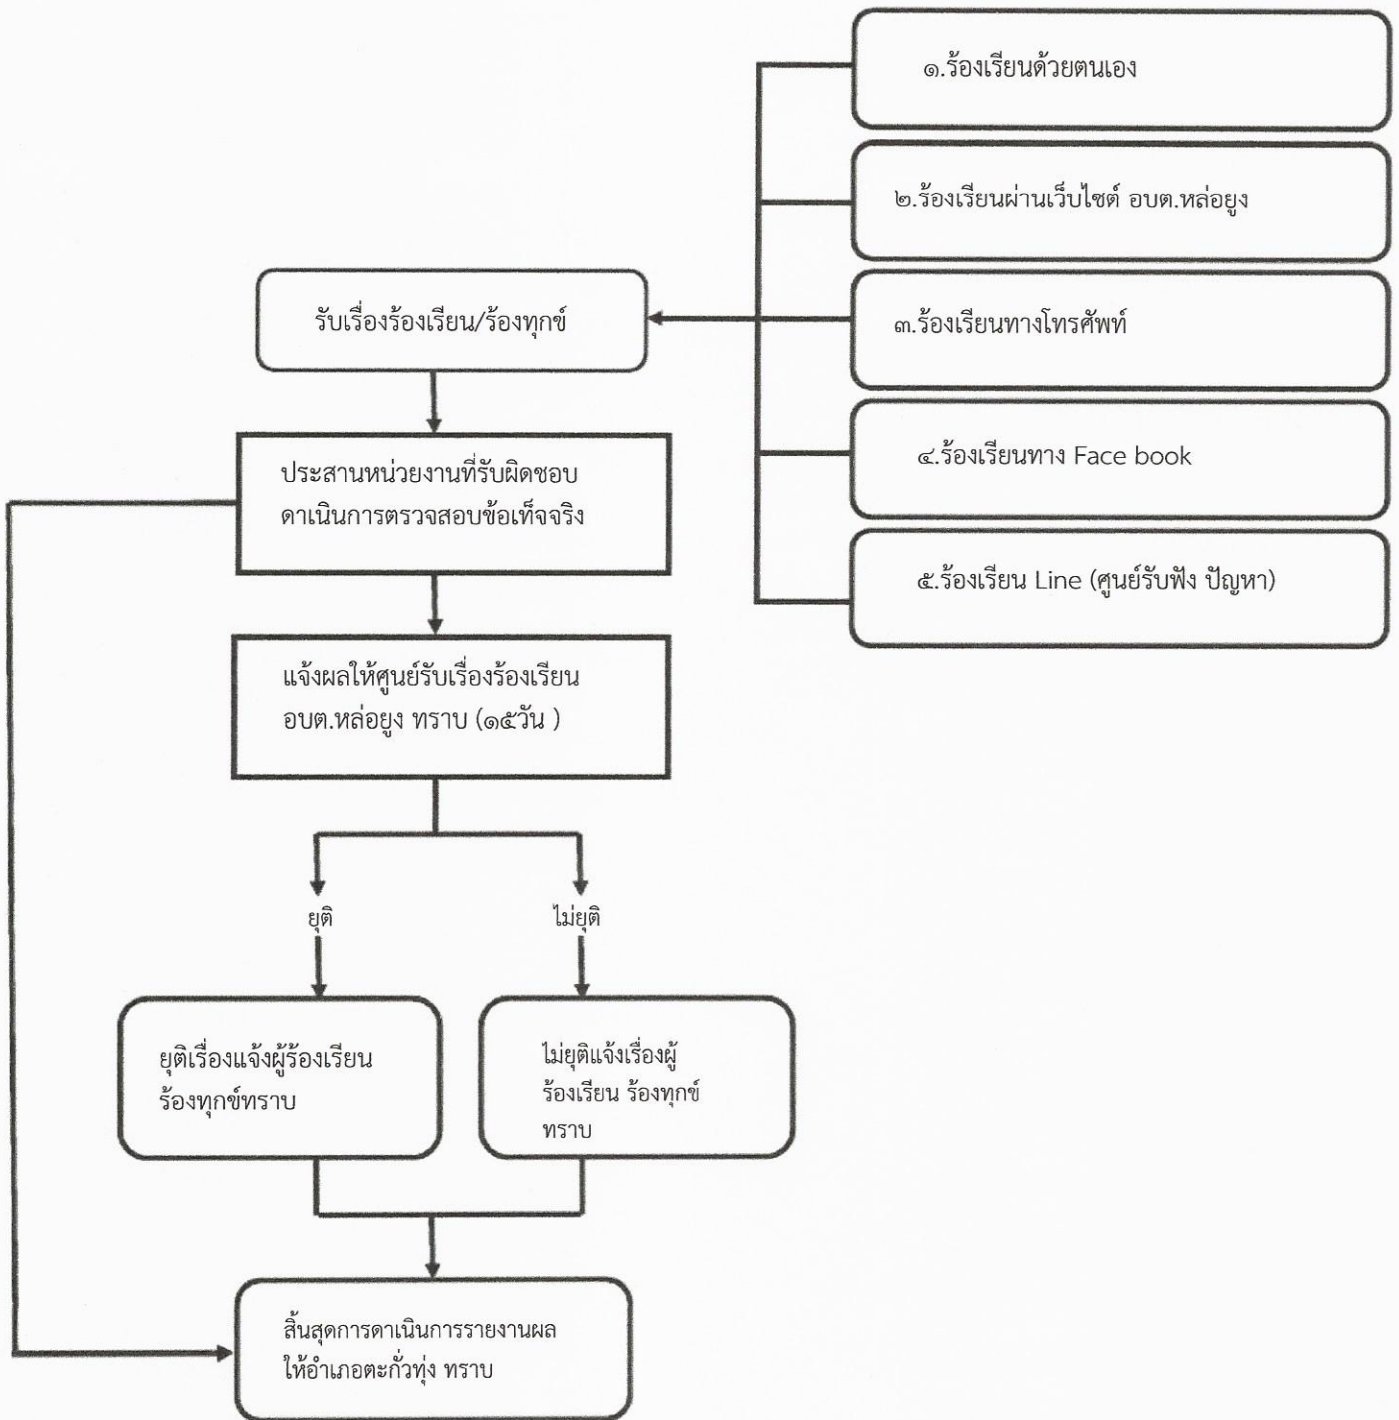 ๑.ร้องเรียนด้วยตนเอง
๒.ร้องเรียนผ่านเว็บไซต์ อบต.หล่อยูง
๓.ร้องเรียนทางโทรศัพท์
๔.ร้องเรียนทาง Face book
๕.ร้องเรียน Line (ศูนย์รับฟัง ปัญหา)
รับเรื่องร้องเรียน/ร้องทุกข์
ประสานหน่วยงานที่รับผิดชอบ
ดาเนินการตรวจสอบข้อเท็จจริง
แจ้งผลให้ศูนย์รับเรื่องร้องเรียน
อบต.หล่อยูง ทราบ (๑๕วัน )
ยุติ
ไม่ยุติ
ยุติเรื่องแจ้งผู้ร้องเรียน
ร้องทุกข์ทราบ
ไม่ยุติแจ้งเรื่องผู้
ร้องเรียน ร้องทุกข์
ทราบ
สิ้นสุดการดาเนินการรายงานผล
ให้อำเภอตะกั่วทุ่ง ทราบ